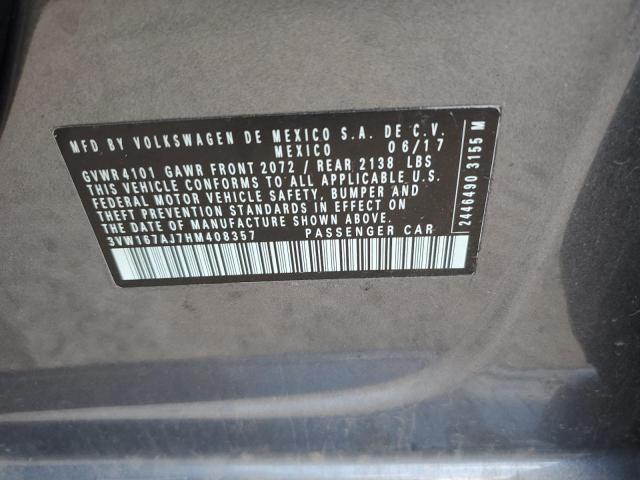 MFD BY VOLKSWAGEN DE MEXICO S.A. DE C.V.
MEXICO 06/17
GVWR 4101 GAWR FRONT 2072 / REAR 2138 LBS
THIS VEHICLE CONFORMS TO ALL APPLICABLE U.S.
FEDERAL MOTOR VEHICLE SAFETY, BUMPER AND
THEFT PREVENTION STANDARDS IN EFFECT ON
THE DATE OF MANUFACTURE SHOWN ABOVE.
3VW167AJ7HM408357 PASSENGER CAR
2446490 3155 M